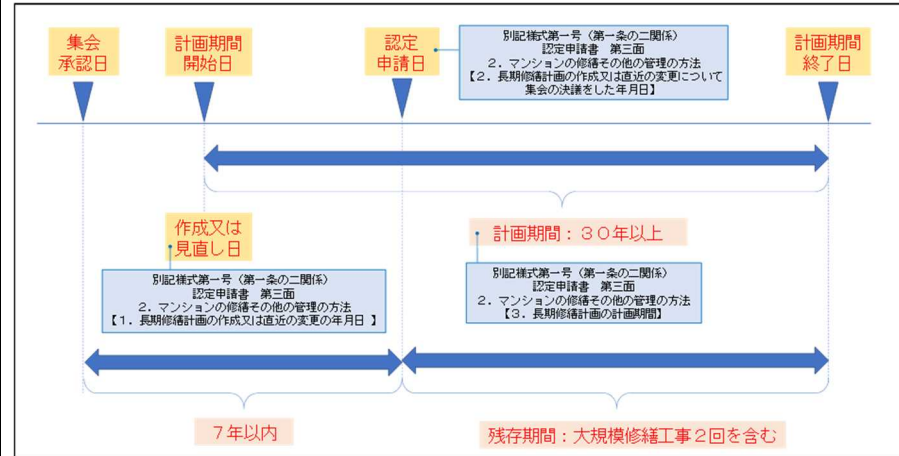 集会
承認日
計画期間
開始日
認定
申請日
別記様式第一号（第一条の二関係）
認定申請書　第三面
２．マンションの修繕その他の管理の方法
【２．長期修繕計画の作成又は直近の変更について
集会の決議をした年月日】
計画期間
終了日
作成又は
見直し日
別記様式第一号（第一条の二関係）
認定申請書　第三面
２．マンションの修繕その他の管理の方法
【１．長期修繕計画の作成又は直近の変更の年月日 】
計画期間：３０年以上
別記様式第一号（第一条の二関係）
認定申請書　第三面
２．マンションの修繕その他の管理の方法
【３．長期修繕計画の計画期間】
７年以内
残存期間：大規模修繕工事２回を含む